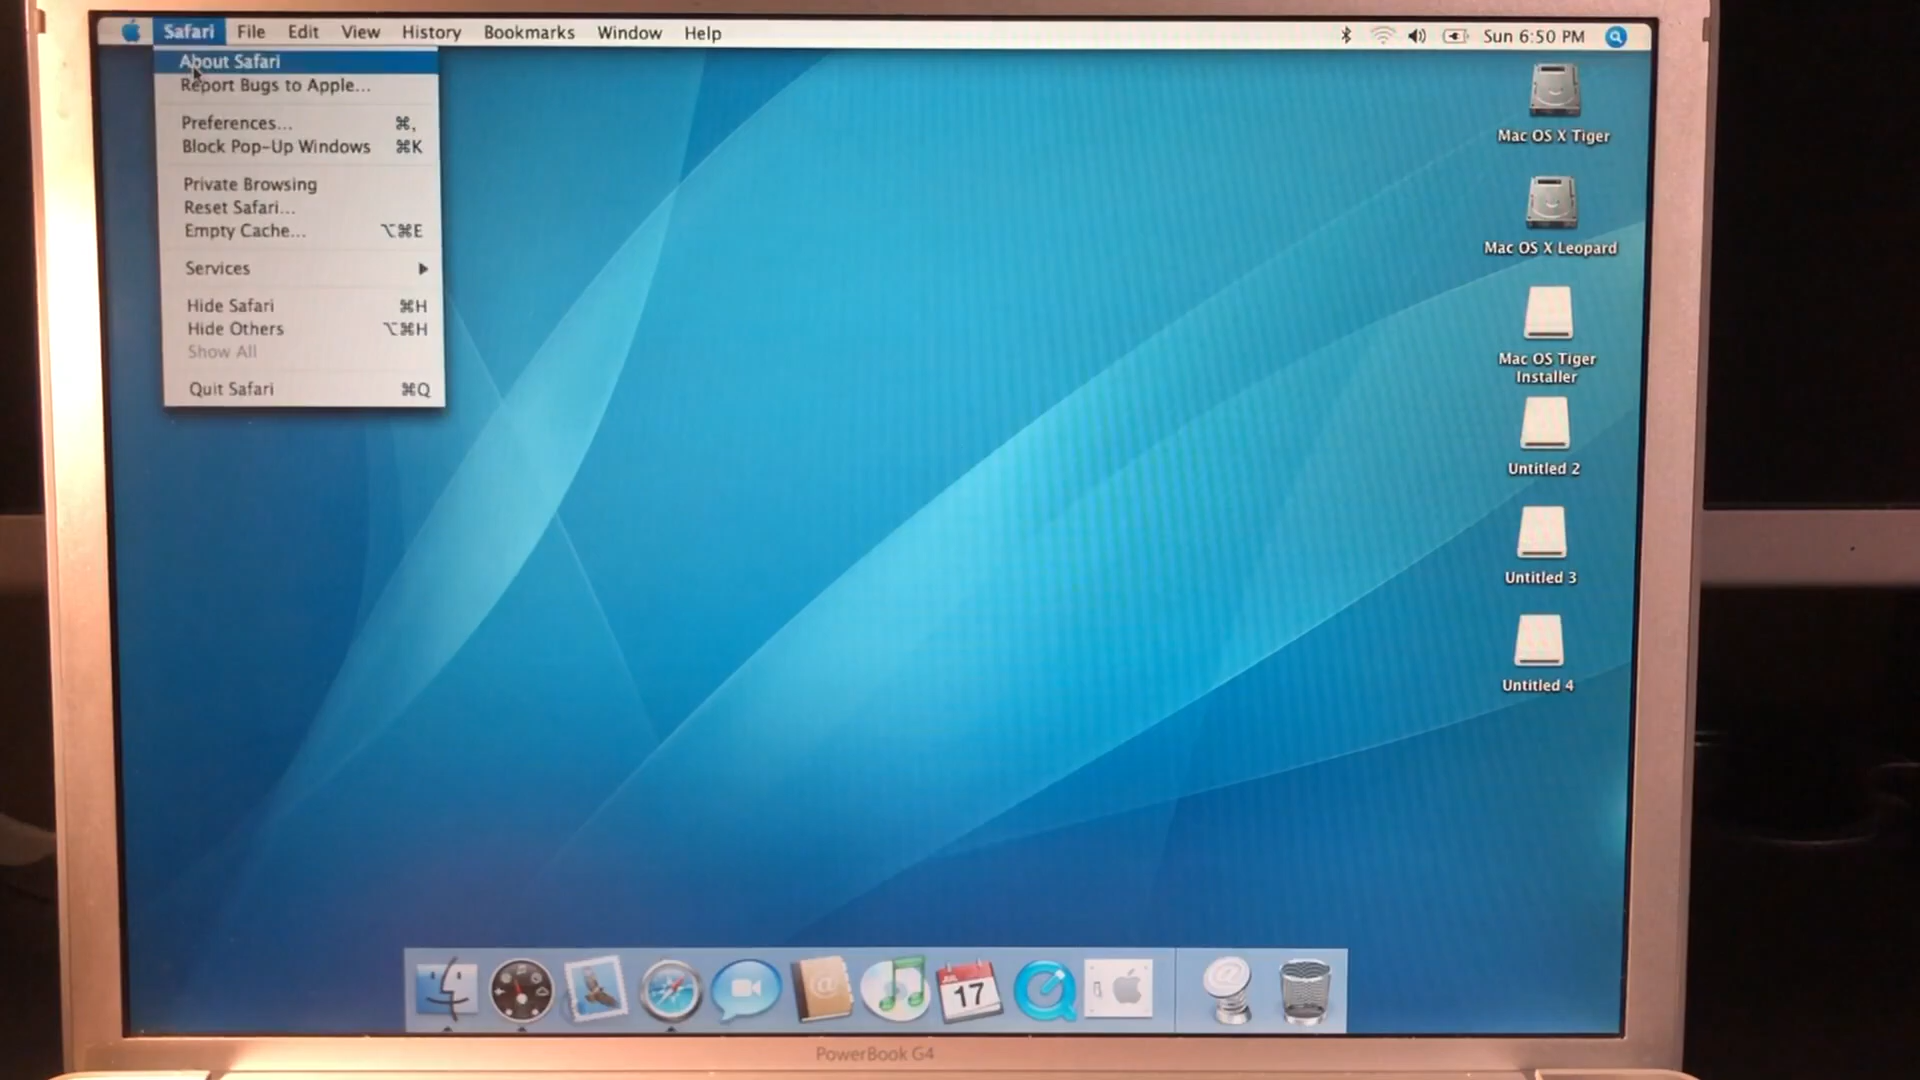 Safari File Edit View History Bookmarks Window Help Sun 6:50 PM
About Safari
Report Bugs to Apple...
Preferences... ⌘,
Block Pop-Up Windows ⌘K
Private Browsing
Reset Safari...
Empty Cache... ⌥⌘E
Services
Hide Safari ⌘H
Hide Others ⌥⌘H
Show All
Quit Safari ⌘Q
Mac OS X Tiger
Mac OS X Leopard
Mac OS Tiger
Installer
Untitled 2
Untitled 3
Untitled 4
17
PowerBook G4